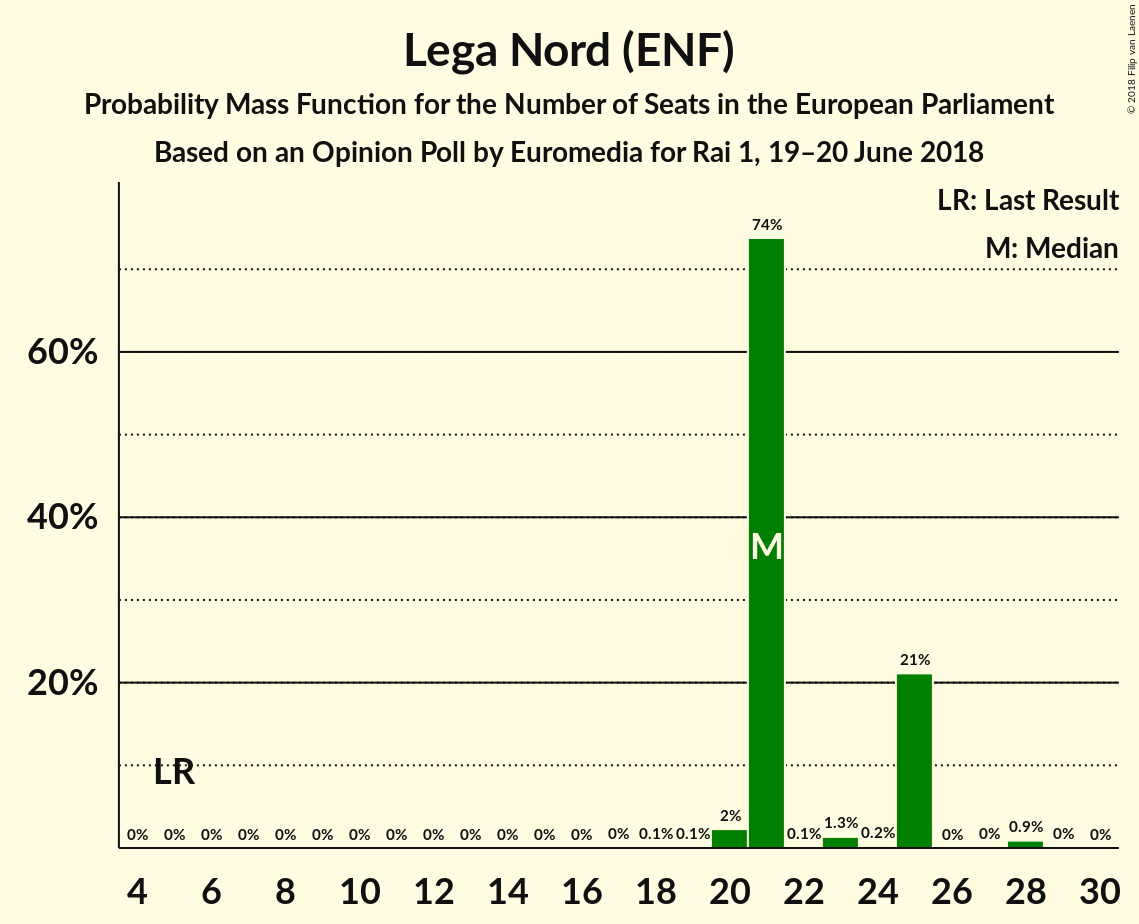 Lega Nord (ENF)
Probability Mass Function for the Number of Seats in the European Parliament
Based on an Opinion Poll by Euromedia for Rai 1, 19–20 June 2018
© 2018 Filip van Laenen
LR: Last Result
M: Median
60%
40%
20%
74%
M
21%
LR
0% 0% 0% 0% 0% 0% 0% 0% 0% 0% 0% 0% 0% 0% 0.1% 0.1% 2% 0.1% 1.3% 0.2% 0% 0% 0.9% 0% 0%
4 6 8 10 12 14 16 18 20 22 24 26 28 30